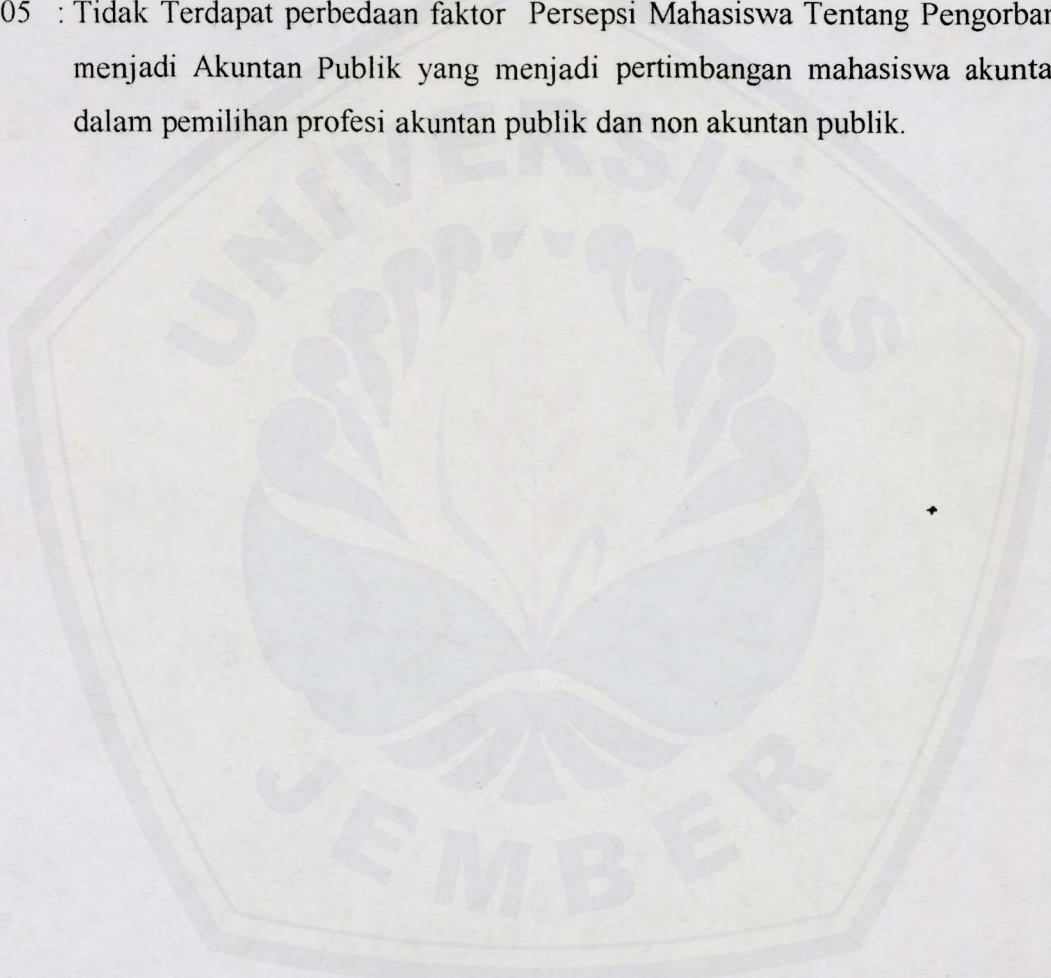 05 : Tidak Terdapat perbedaan faktor Persepsi Mahasiswa Tentang Pengorban
menjadi Akuntan Publik yang menjadi pertimbangan mahasiswa akunta
dalam pemilihan profesi akuntan publik dan non akuntan publik.
UNIVERSITAS
JEMBER